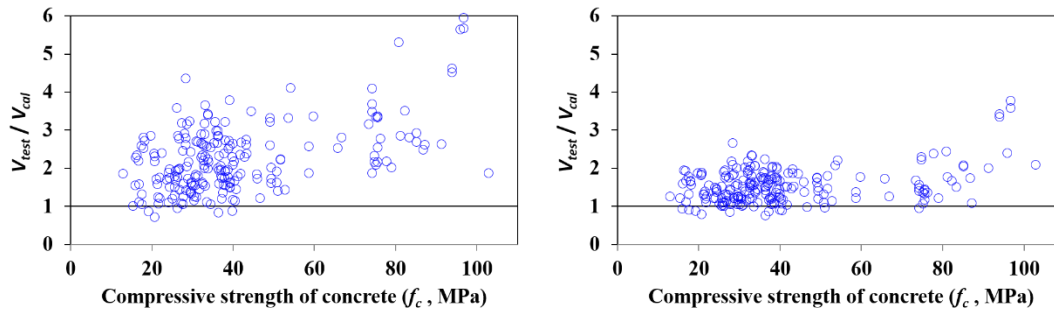 V_test / V_cal
6
5
4
3
2
1
0
0 20 40 60 80 100
Compressive strength of concrete (f_c , MPa)
V_test / V_cal
6
5
4
3
2
1
0
0 20 40 60 80 100
Compressive strength of concrete (f_c , MPa)